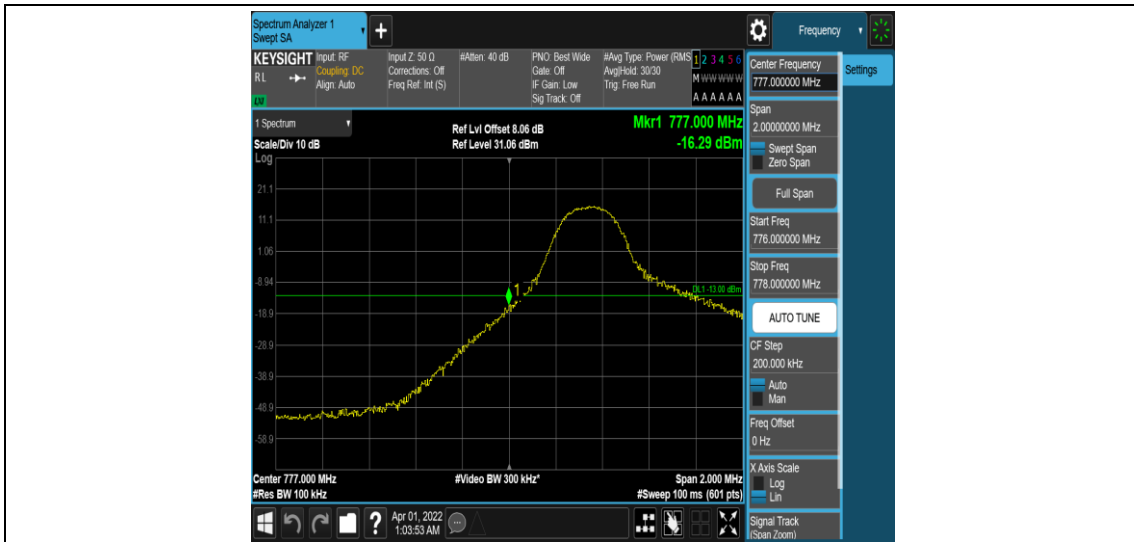 Spectrum Analyzer 1
Swept SA
+
Frequency
KEYSIGHT
RL
LXI
Input: RF
Coupling: DC
Align: Auto
Input Z: 50 Ω
Corrections: Off
Freq Ref: Int (S)
#Atten: 40 dB
PNO: Best Wide
Gate: Off
IF Gain: Low
Sig Track: Off
#Avg Type: Power (RMS
Avg|Hold: 30/30
Trig: Free Run
1 2 3 4 5 6
M W W W W W
A A A A A A
1 Spectrum
Scale/Div 10 dB
Ref Lvl Offset 8.06 dB
Ref Level 31.06 dBm
Mkr1 777.000 MHz
-16.29 dBm
Log
21.1
11.1
1.06
-8.94
-18.9
-28.9
-38.9
-48.9
-58.9
1
DL1 -13.00 dBm
Center 777.000 MHz
#Res BW 100 kHz
#Video BW 300 kHz*
Span 2.000 MHz
#Sweep 100 ms (601 pts)
Center Frequency
777.000000 MHz
Settings
Span
2.00000000 MHz
Swept Span
Zero Span
Full Span
Start Freq
776.000000 MHz
Stop Freq
778.000000 MHz
AUTO TUNE
CF Step
200.000 kHz
Auto
Man
Freq Offset
0 Hz
X Axis Scale
Log
Lin
Signal Track
(Span Zoom)
?
Apr 01, 2022
1:03:53 AM